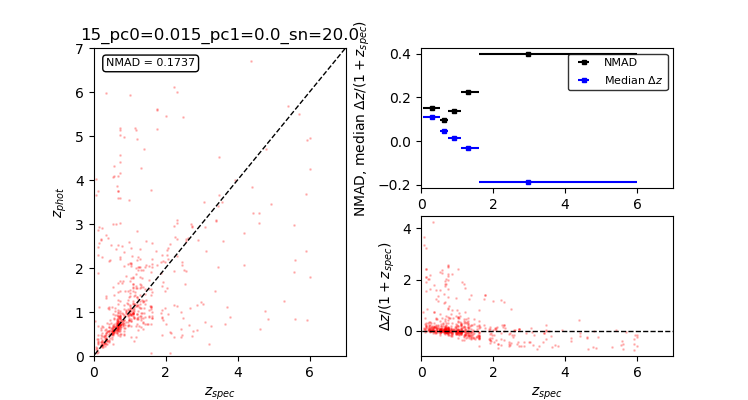 15_pc0=0.015_pc1=0.0_sn=20.0
NMAD = 0.1737
7
6
5
4
3
2
1
0
z_phot
0 2 4 6
z_spec
NMAD, median Δz/(1 + z_spec)
0.4
0.2
0.0
−0.2
NMAD
Median Δz
0 2 4 6
Δz/(1 + z_spec)
4
2
0
0 2 4 6
z_spec